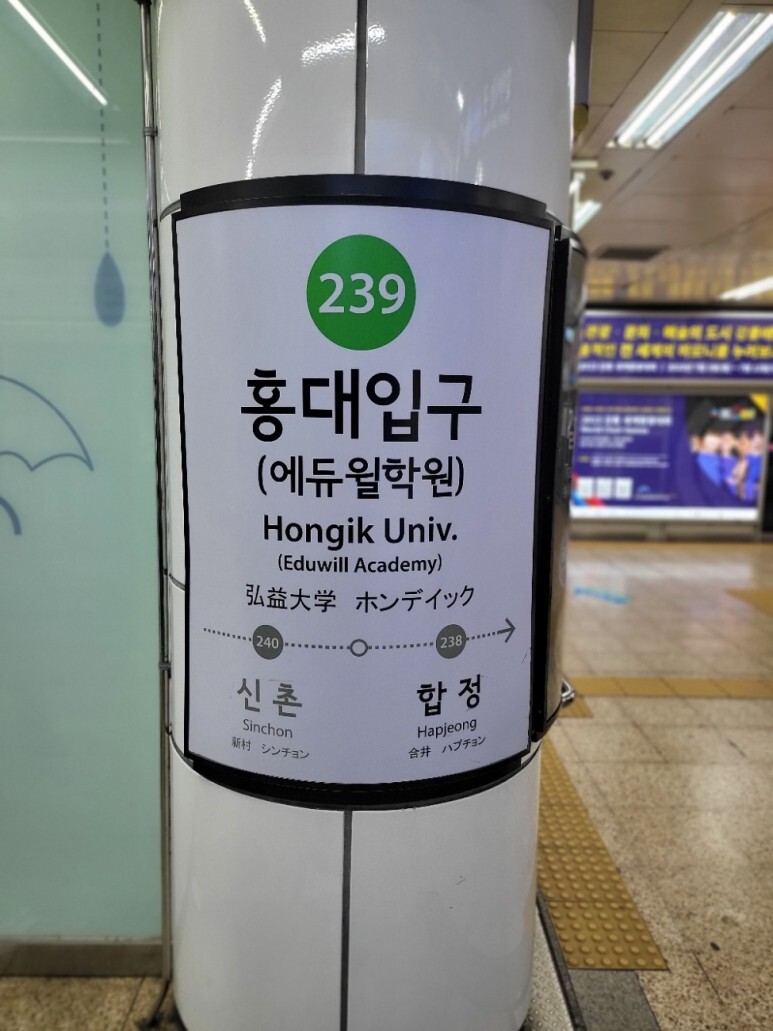 239
홍대입구
(에듀윌학원)
Hongik Univ.
(Eduwill Academy)
弘益大学 ホンデイック
240 238
신촌 합정
Sinchon Hapjeong
新村 シンチョン 合井 ハプチョン